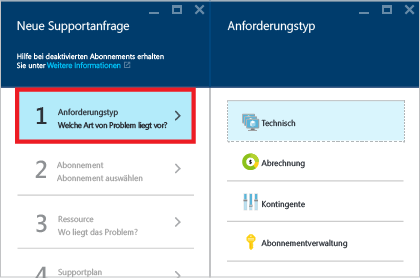 Neue Supportanfrage
Hilfe bei deaktivierten Abonnements erhalten
Sie unter Weitere Informationen
1 Anforderungstyp
Welche Art von Problem liegt vor?
2 Abonnement
Abonnement auswählen
3 Ressource
Wo liegt das Problem?
4 Supportplan
Anforderungstyp
Technisch
Abrechnung
Kontingente
Abonnementverwaltung